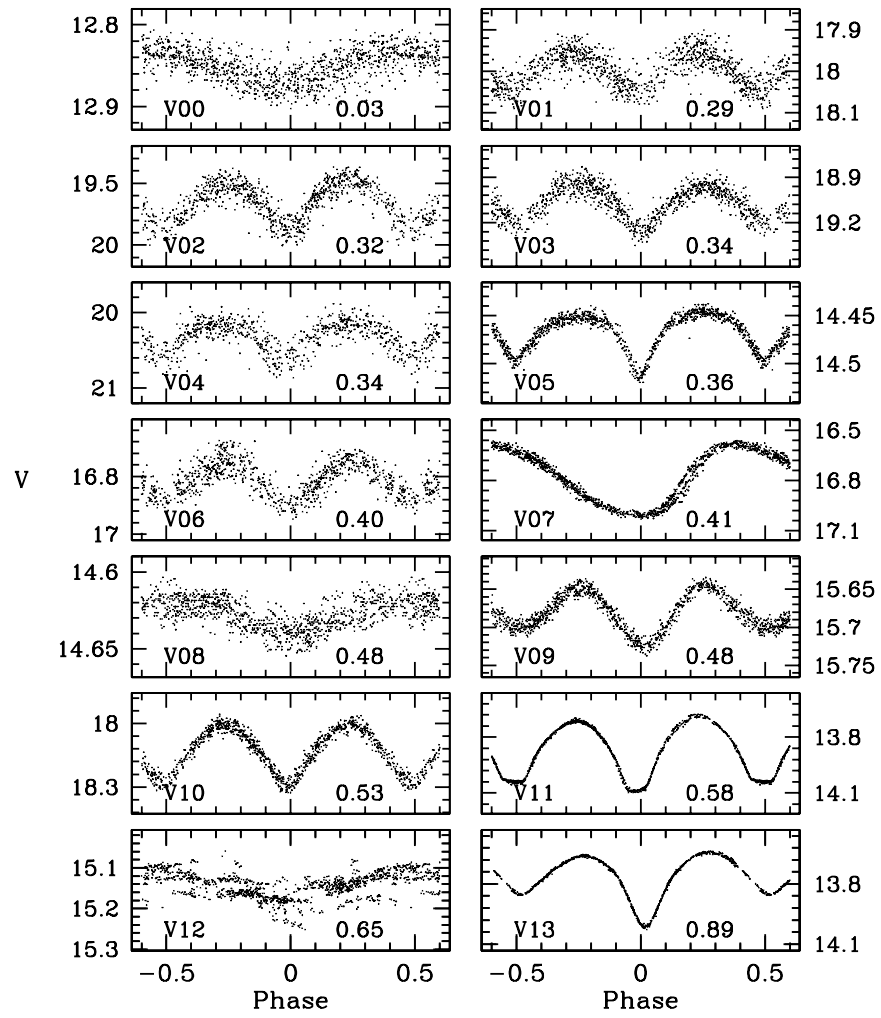 12.8
12.9
V00 0.03
17.9
18
18.1
V01 0.29
19.5
20
V02 0.32
18.9
19.2
V03 0.34
20
21
V04 0.34
14.45
14.5
V05 0.36
V
16.8
17
V06 0.40
16.5
16.8
17.1
V07 0.41
14.6
14.65
V08 0.48
15.65
15.7
15.75
V09 0.48
18
18.3
V10 0.53
13.8
14.1
V11 0.58
15.1
15.2
15.3
V12 0.65
13.8
14.1
V13 0.89
−0.5 0 0.5
Phase
−0.5 0 0.5
Phase